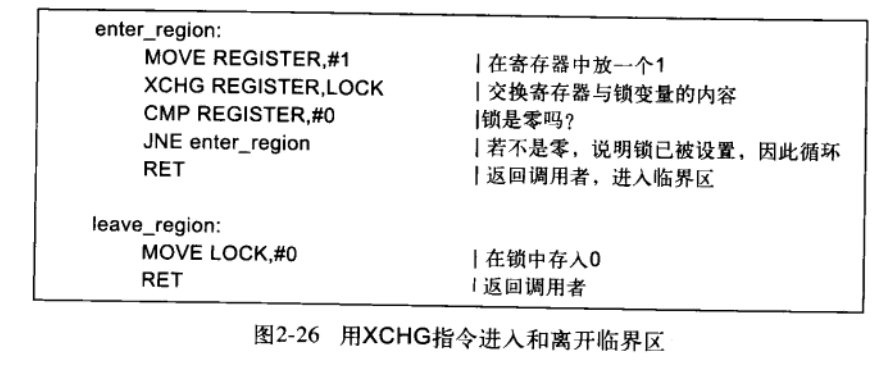 enter_region:
MOVE REGISTER,#1 | 在寄存器中放一个1
XCHG REGISTER,LOCK | 交换寄存器与锁变量的内容
CMP REGISTER,#0 |锁是零吗?
JNE enter_region | 若不是零，说明锁已被设置，因此循环
RET | 返回调用者，进入临界区
leave_region:
MOVE LOCK,#0 | 在锁中存入0
RET | 返回调用者
图2-26 用XCHG指令进入和离开临界区